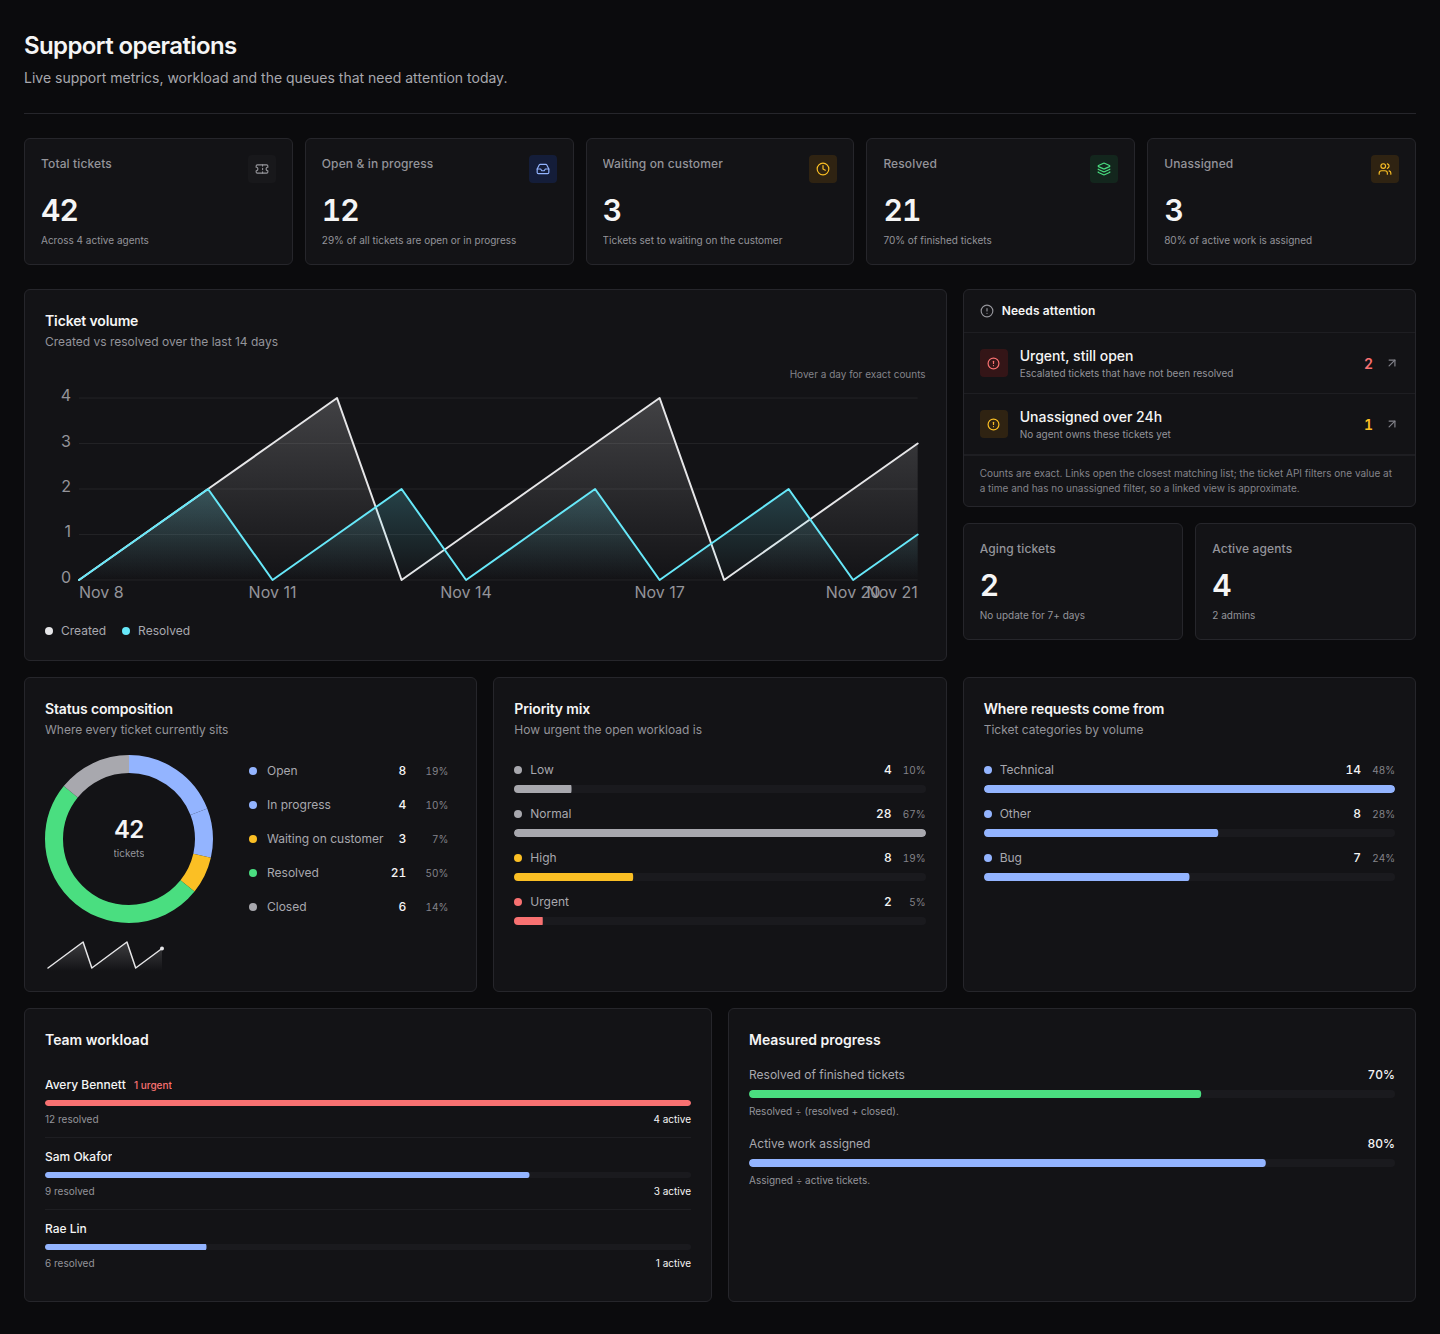 Support operations
Live support metrics, workload and the queues that need attention today.
Total tickets
42
Across 4 active agents
Open & in progress
12
29% of all tickets are open or in progress
Waiting on customer
3
Tickets set to waiting on the customer
Resolved
21
70% of finished tickets
Unassigned
3
80% of active work is assigned
Ticket volume
Created vs resolved over the last 14 days
Hover a day for exact counts
4
3
2
1
0
Nov 8 Nov 11 Nov 14 Nov 17 Nov 20 Nov 21
Created Resolved
Needs attention
Urgent, still open
Escalated tickets that have not been resolved
2
Unassigned over 24h
No agent owns these tickets yet
1
Counts are exact. Links open the closest matching list; the ticket API filters one value at
a time and has no unassigned filter, so a linked view is approximate.
Aging tickets
2
No update for 7+ days
Active agents
4
2 admins
Status composition
Where every ticket currently sits
42
tickets
Open 8 19%
In progress 4 10%
Waiting on customer 3 7%
Resolved 21 50%
Closed 6 14%
Priority mix
How urgent the open workload is
Low 4 10%
Normal 28 67%
High 8 19%
Urgent 2 5%
Where requests come from
Ticket categories by volume
Technical 14 48%
Other 8 28%
Bug 7 24%
Team workload
Avery Bennett 1 urgent
12 resolved 4 active
Sam Okafor
9 resolved 3 active
Rae Lin
6 resolved 1 active
Measured progress
Resolved of finished tickets 70%
Resolved ÷ (resolved + closed).
Active work assigned 80%
Assigned ÷ active tickets.